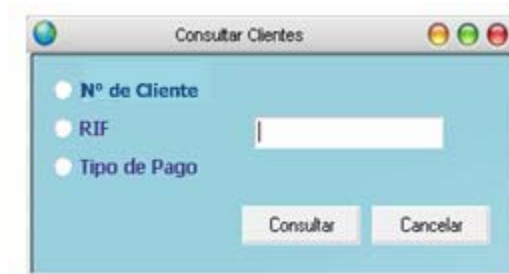 Consultar Clientes
Nº de Cliente
RIF
Tipo de Pago
Consultar Cancelar